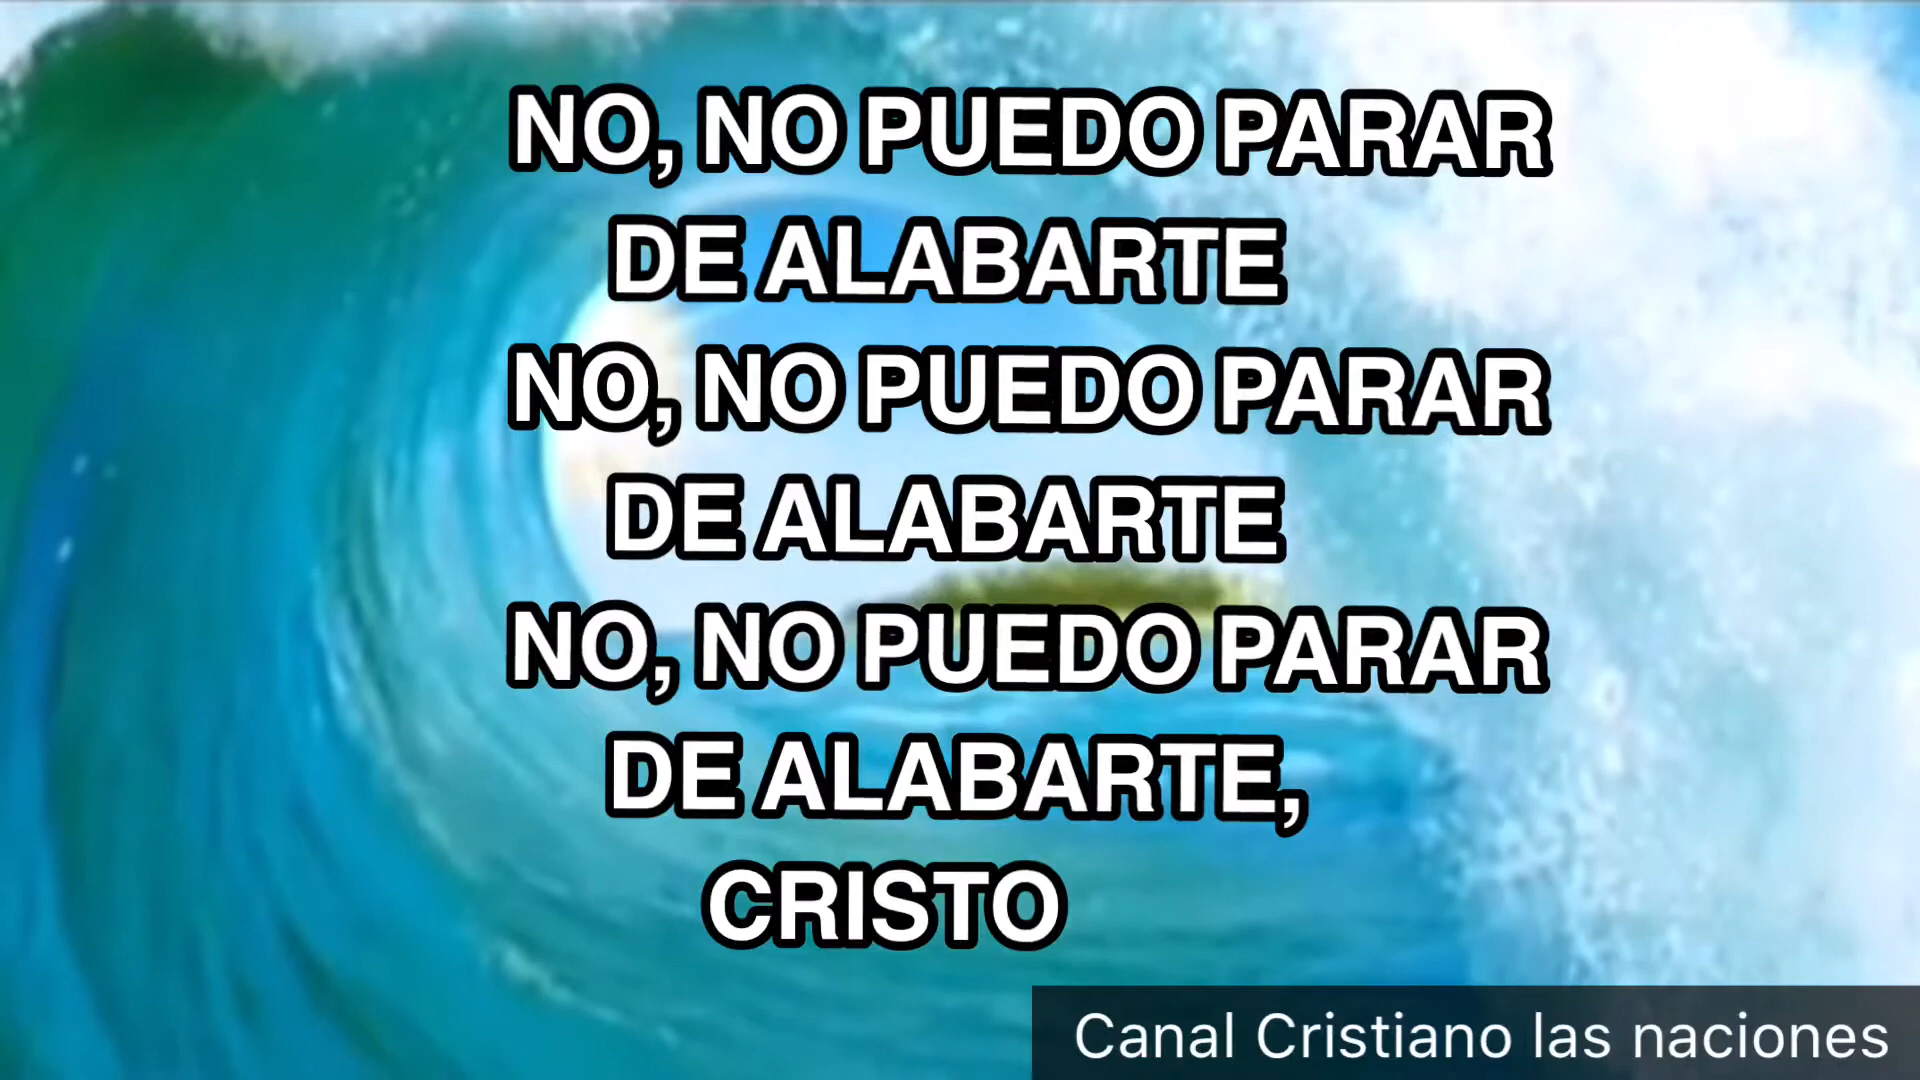 NO, NO PUEDO PARAR
DE ALABARTE
NO, NO PUEDO PARAR
DE ALABARTE
NO, NO PUEDO PARAR
DE ALABARTE,
CRISTO
Canal Cristiano las naciones